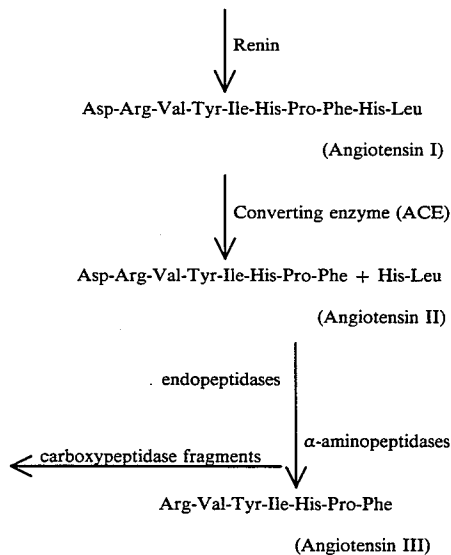 Renin
Asp-Arg-Val-Tyr-Ile-His-Pro-Phe-His-Leu
(Angiotensin I)
Converting enzyme (ACE)
Asp-Arg-Val-Tyr-Ile-His-Pro-Phe + His-Leu
(Angiotensin II)
endopeptidases
α-aminopeptidases
carboxypeptidase fragments
Arg-Val-Tyr-Ile-His-Pro-Phe
(Angiotensin III)